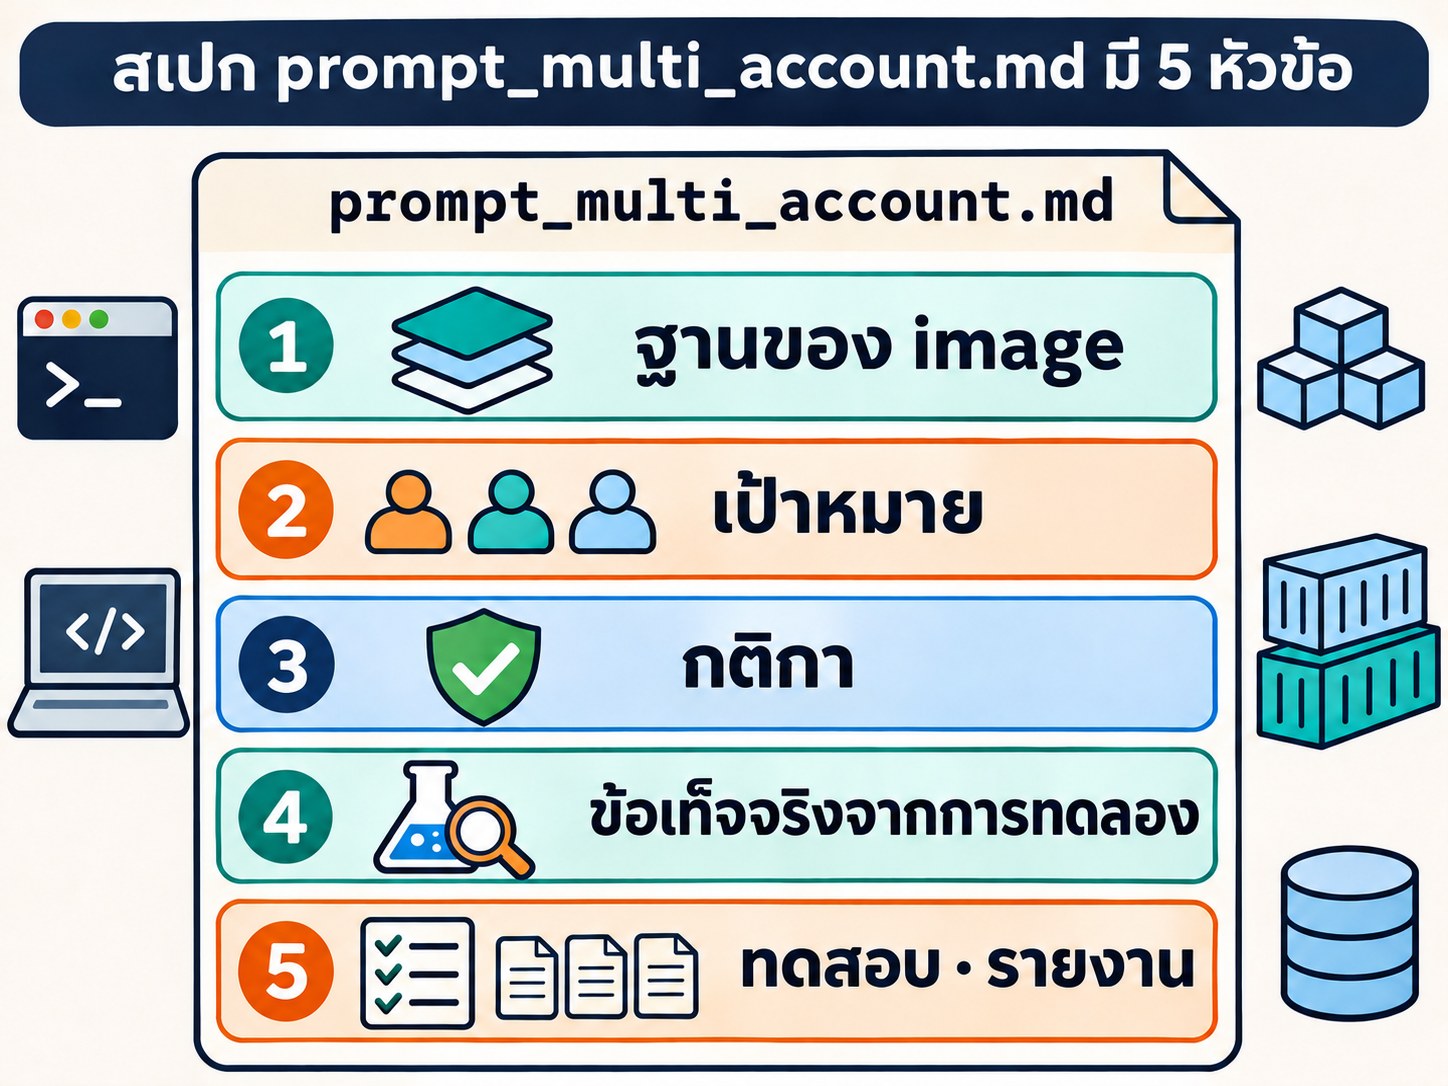 สเปก prompt_multi_account.md มี 5 หัวข้อ
prompt_multi_account.md
1 ฐานของ image
2 เป้าหมาย
3 กติกา
4 ข้อเท็จจริงจากการทดลอง
5 ทดสอบ · รายงาน
>_
</>